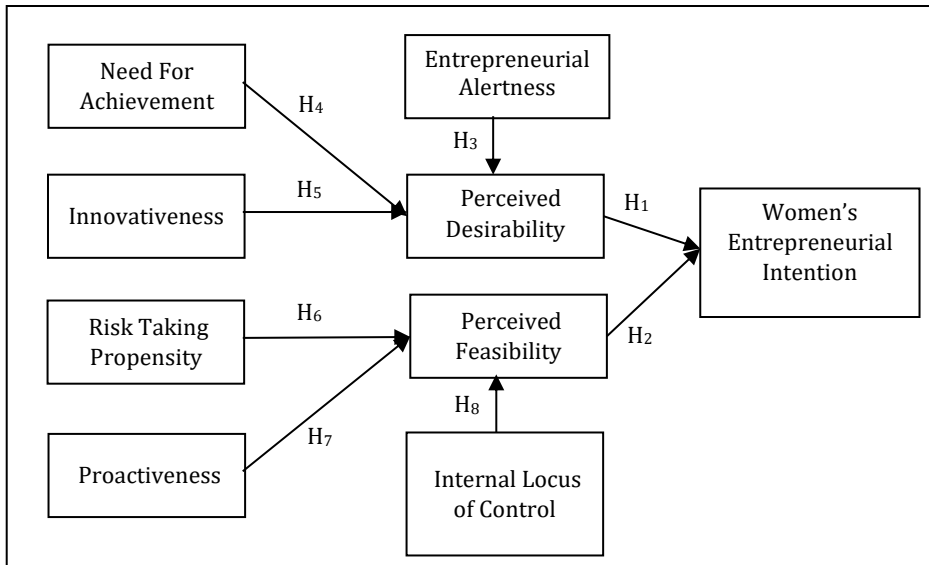 Need For
Achievement
H₄
Entrepreneurial
Alertness
H₃
Innovativeness
H₅
Perceived
Desirability
H₁
Women’s
Entrepreneurial
Intention
Risk Taking
Propensity
H₆
Perceived
Feasibility
H₂
H₈
H₇
Proactiveness
Internal Locus
of Control